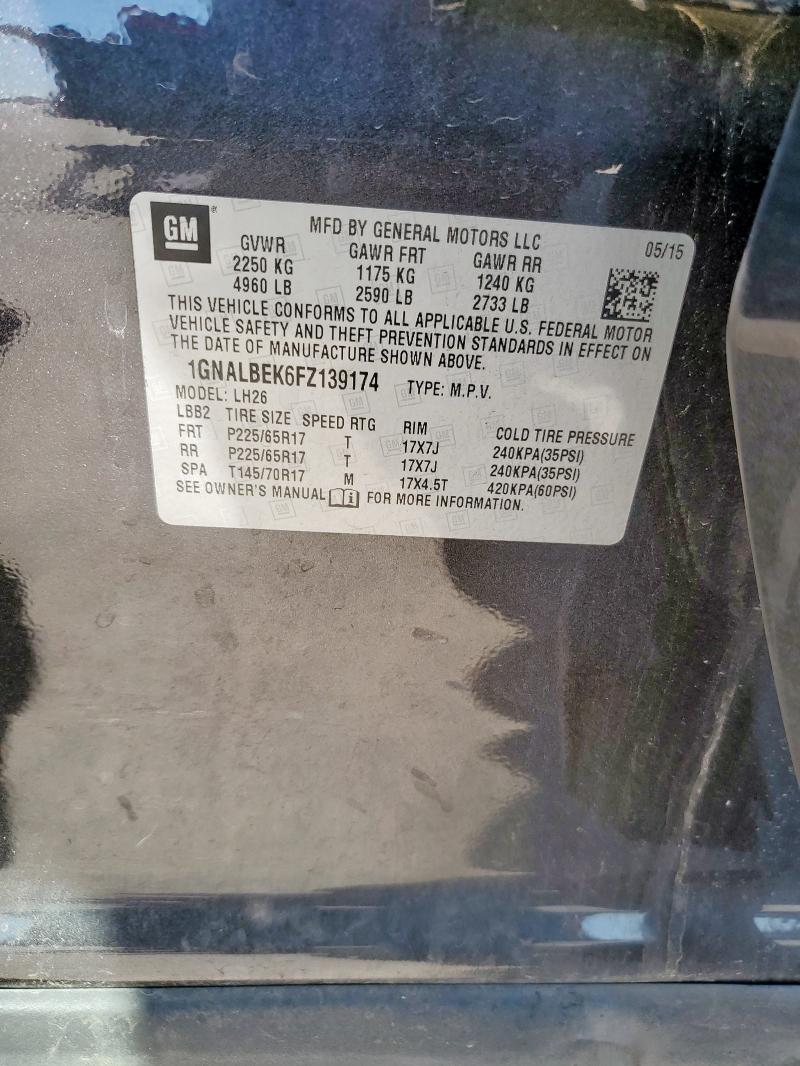 GM
MFD BY GENERAL MOTORS LLC
05/15
GVWR GAWR FRT GAWR RR
2250 KG 1175 KG 1240 KG
4960 LB 2590 LB 2733 LB
THIS VEHICLE CONFORMS TO ALL APPLICABLE U.S. FEDERAL MOTOR
VEHICLE SAFETY AND THEFT PREVENTION STANDARDS IN EFFECT ON
THE DATE OF MANUFACTURE SHOWN ABOVE.
1GNALBEK6FZ139174 TYPE: M.P.V.
MODEL: LH26
LBB2 TIRE SIZE SPEED RTG RIM COLD TIRE PRESSURE
FRT P225/65R17 T 17X7J 240KPA(35PSI)
RR P225/65R17 T 17X7J 240KPA(35PSI)
SPA T145/70R17 M 17X4.5T 420KPA(60PSI)
SEE OWNER'S MANUAL FOR MORE INFORMATION.